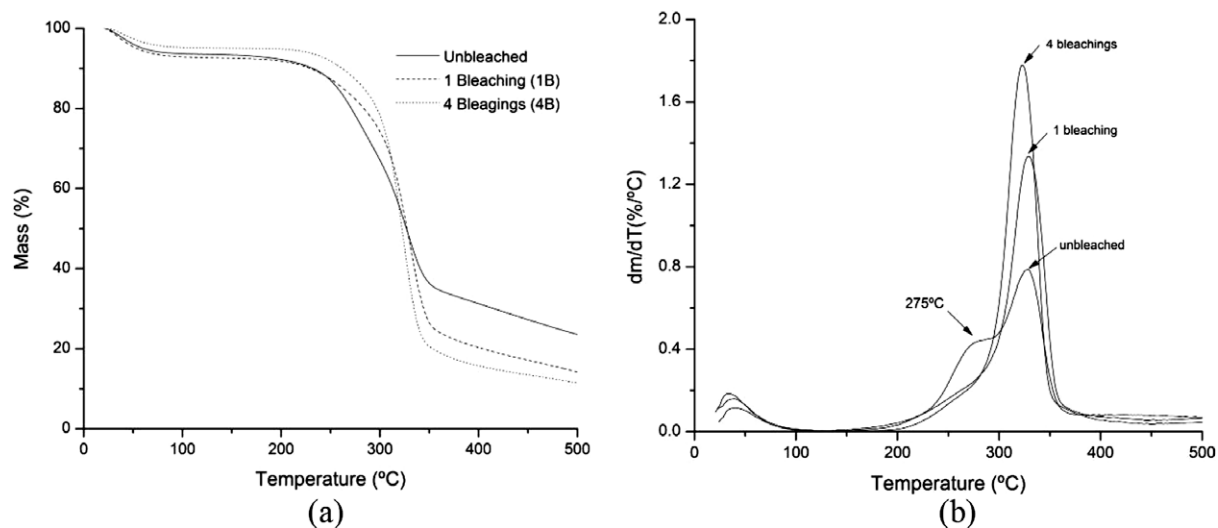 100
80
60
40
20
0
Mass (%)
Unbleached
1 Bleaching (1B)
4 Bleagings (4B)
0 100 200 300 400 500
Temperature (ºC)
(a)
2.0
1.6
1.2
0.8
0.4
0.0
dm/dT(%/ºC)
4 bleachings
1 bleaching
unbleached
275ºC
0 100 200 300 400 500
Temperature (ºC)
(b)